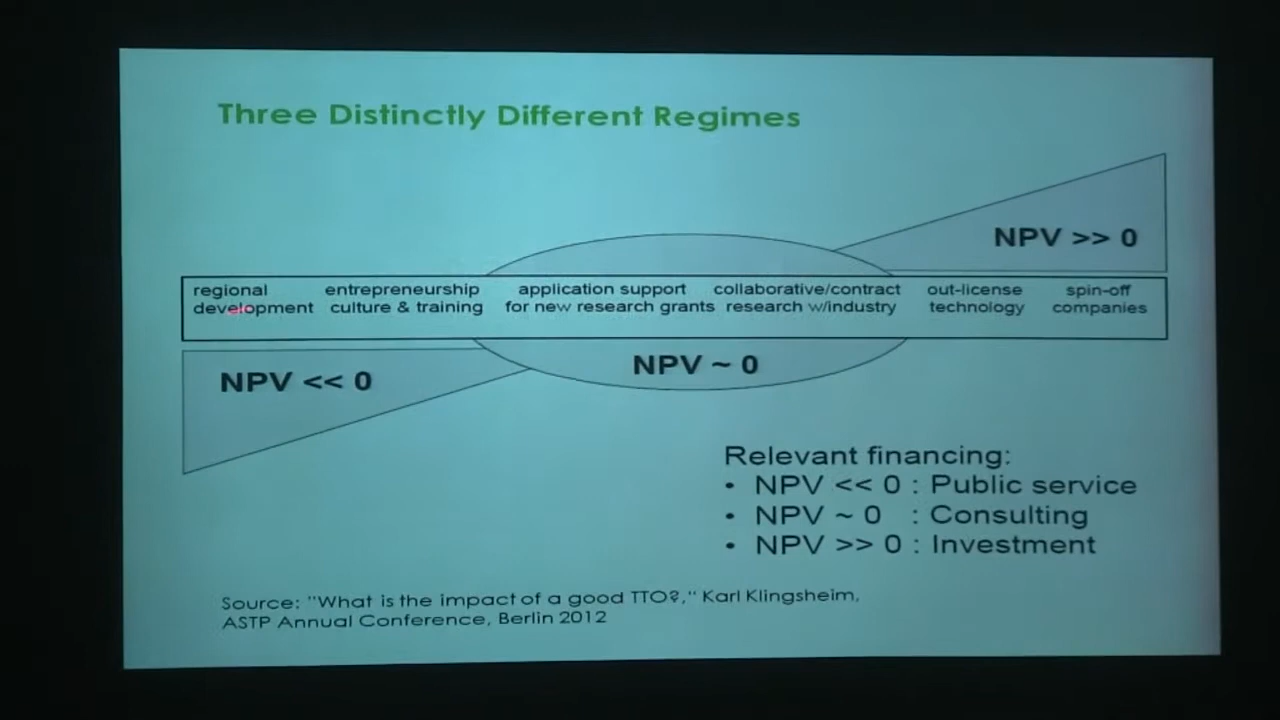 Three Distinctly Different Regimes
NPV >> 0
regional development
entrepreneurship culture & training
application support for new research grants
collaborative/contract research w/industry
out-license technology
spin-off companies
NPV << 0
NPV ~ 0
Relevant financing:
• NPV << 0 : Public service
• NPV ~ 0 : Consulting
• NPV >> 0 : Investment
Source: "What is the impact of a good TTO?," Karl Klingsheim,
ASTP Annual Conference, Berlin 2012